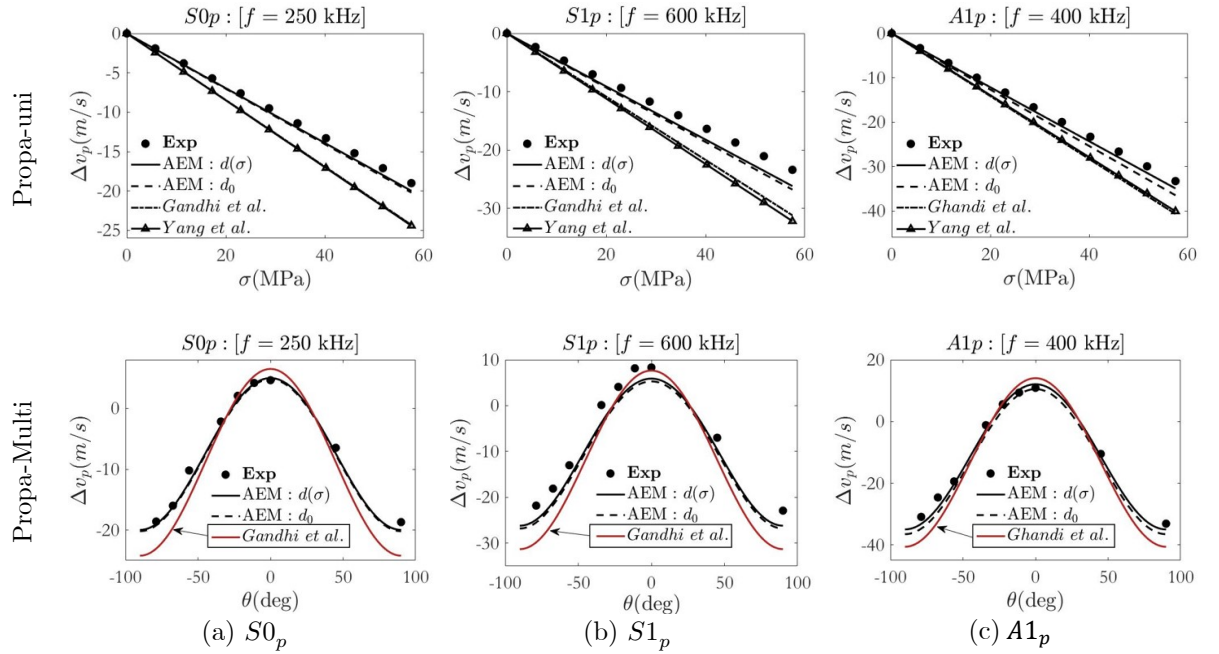 Propa-uni
S0p : [f = 250 kHz]
0
-5
-10
-15
-20
-25
Δv_p(m/s)
Exp
AEM : d(σ)
AEM : d_0
Gandhi et al.
Yang et al.
0 20 40 60
σ(MPa)
S1p : [f = 600 kHz]
0
-10
-20
-30
Δv_p(m/s)
Exp
AEM : d(σ)
AEM : d_0
Gandhi et al.
Yang et al.
0 20 40 60
σ(MPa)
A1p : [f = 400 kHz]
0
-10
-20
-30
-40
Δv_p(m/s)
Exp
AEM : d(σ)
AEM : d_0
Ghandi et al.
Yang et al.
0 20 40 60
σ(MPa)
Propa-Multi
S0p : [f = 250 kHz]
0
-10
-20
Δv_p(m/s)
Exp
AEM : d(σ)
AEM : d_0
Gandhi et al.
-100 -50 0 50 100
θ(deg)
(a) S0_p
S1p : [f = 600 kHz]
10
0
-10
-20
-30
Δv_p(m/s)
Exp
AEM : d(σ)
AEM : d_0
Gandhi et al.
-100 -50 0 50 100
θ(deg)
(b) S1_p
A1p : [f = 400 kHz]
20
0
-20
-40
Δv_p(m/s)
Exp
AEM : d(σ)
AEM : d_0
Ghandi et al.
-100 -50 0 50 100
θ(deg)
(c) A1_p